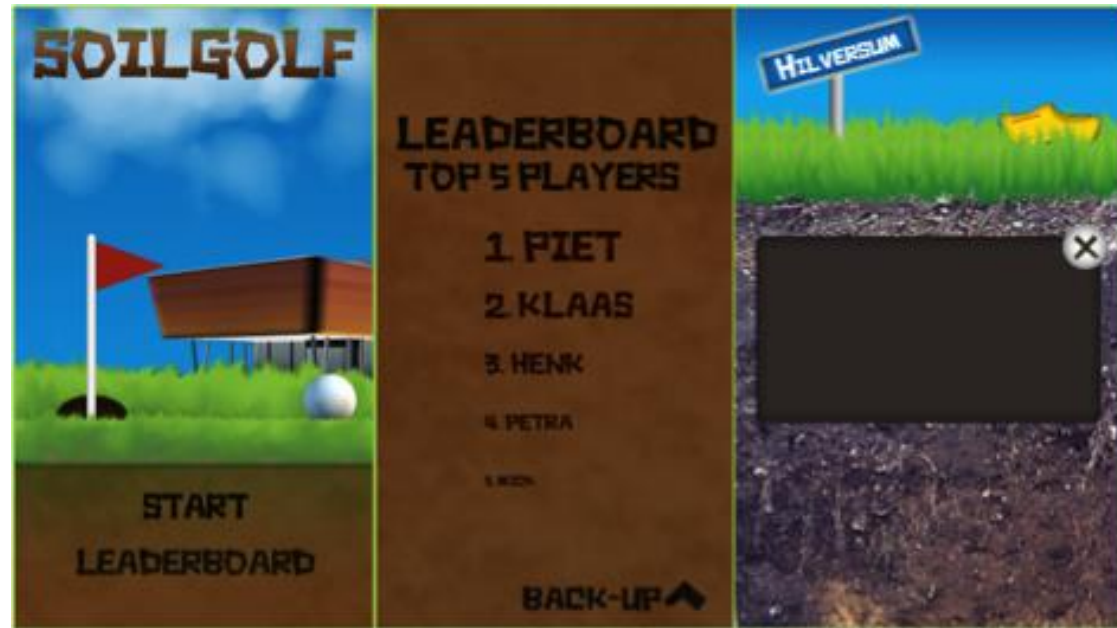 SOILGOLF
START
LEADERBOARD
LEADERBOARD
TOP 5 PLAYERS
1. PIET
2. KLAAS
3. HENK
4. PETRA
BACK-UP
HILVERSUM